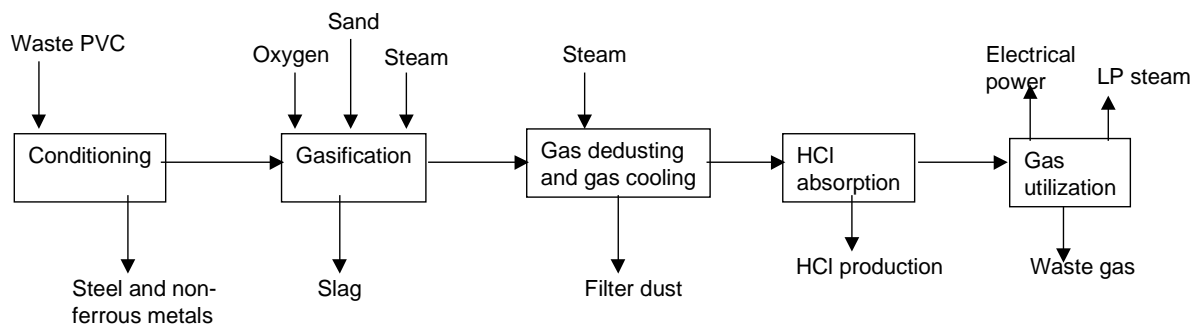 Waste PVC
Oxygen
Sand
Steam
Steam
Electrical
power
LP steam
Conditioning
Gasification
Gas dedusting
and gas cooling
HCl
absorption
Gas
utilization
Steel and non-
ferrous metals
Slag
Filter dust
HCl production
Waste gas